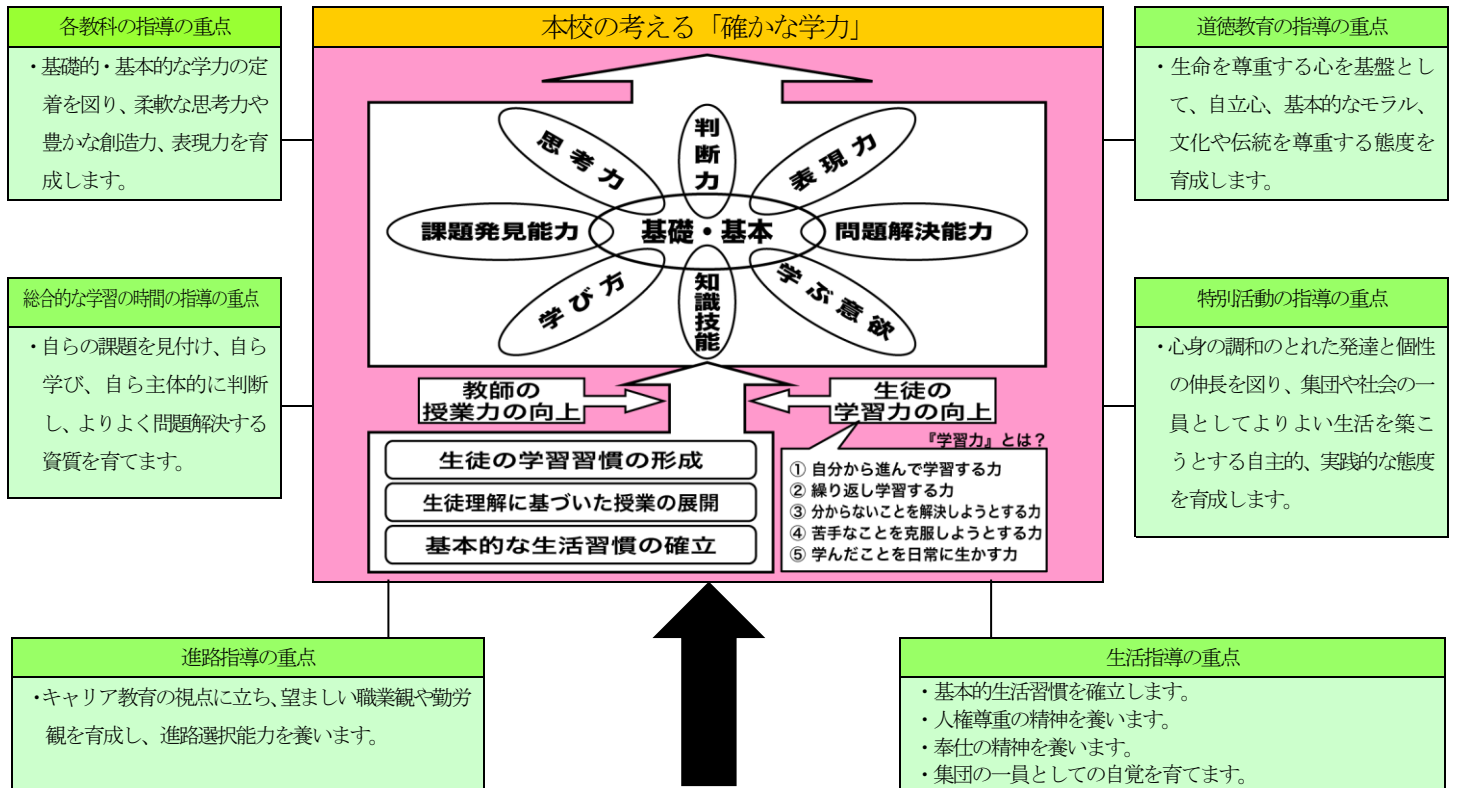 各教科の指導の重点
・基礎的・基本的な学力の定
着を図り、柔軟な思考力や
豊かな創造力、表現力を育
成します。
総合的な学習の時間の指導の重点
・自らの課題を見付け、自ら
学び、自ら主体的に判断
し、よりよく問題解決する
資質を育てます。
本校の考える「確かな学力」
思考力
判断力
表現力
課題発見能力
基礎・基本
問題解決能力
学び方
知識技能
学ぶ意欲
教師の
授業力の向上
生徒の
学習力の向上
生徒の学習習慣の形成
生徒理解に基づいた授業の展開
基本的な生活習慣の確立
『学習力』とは？
① 自分から進んで学習する力
② 繰り返し学習する力
③ 分からないことを解決しようとする力
④ 苦手なことを克服しようとする力
⑤ 学んだことを日常に生かす力
道徳教育の指導の重点
・生命を尊重する心を基盤とし
て、自立心、基本的なモラル、
文化や伝統を尊重する態度を
育成します。
特別活動の指導の重点
・心身の調和のとれた発達と個性
の伸長を図り、集団や社会の一
員としてよりよい生活を築こ
うとする自主的、実践的な態度
を育成します。
進路指導の重点
・キャリア教育の視点に立ち、望ましい職業観や勤労
観を育成し、進路選択能力を養います。
生活指導の重点
・基本的生活習慣を確立します。
・人権尊重の精神を養います。
・奉仕の精神を養います。
・集団の一員としての自覚を育てます。